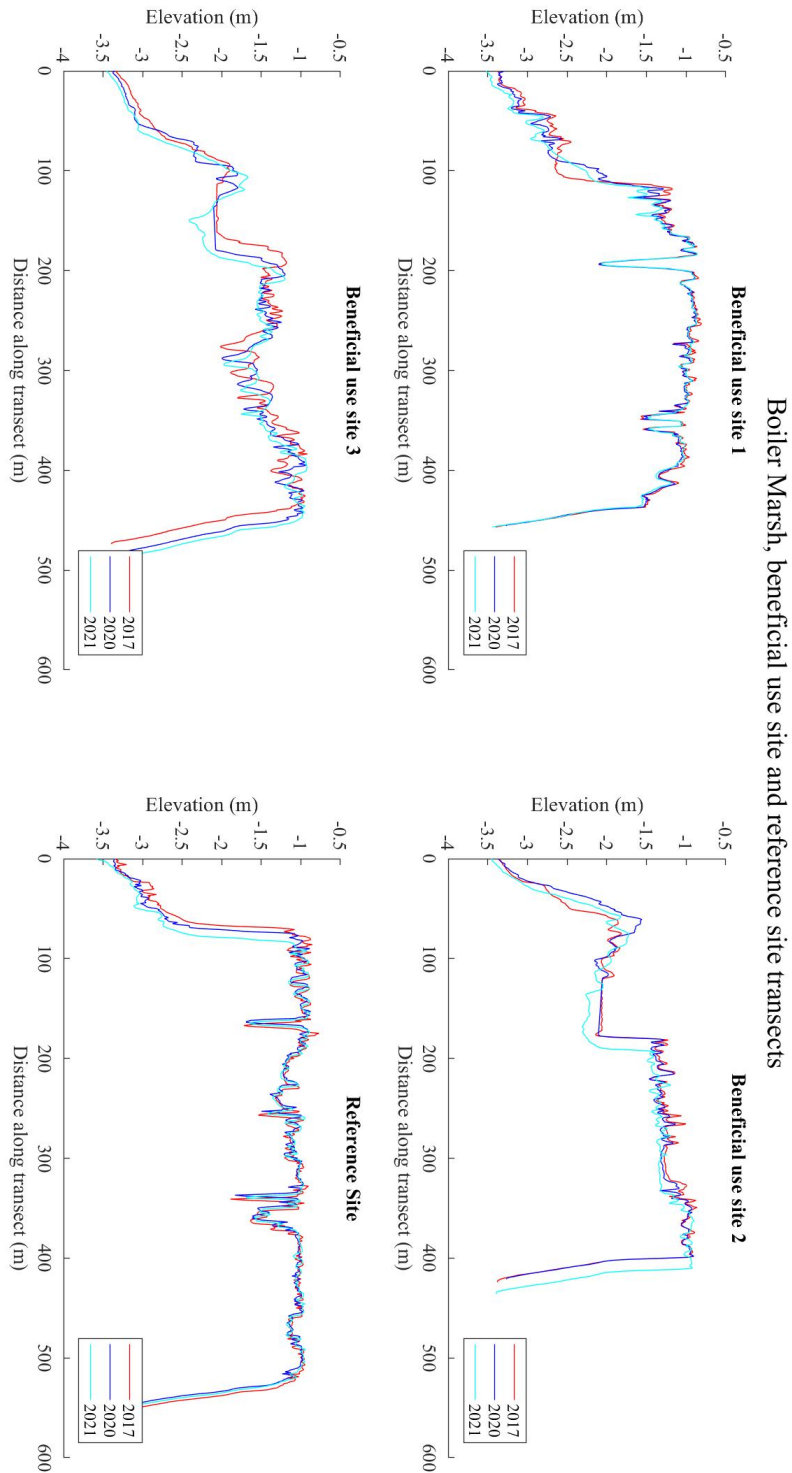 Boiler Marsh, beneficial use site and reference site transects
Beneficial use site 1
Elevation (m)
-0.5
-1
-1.5
-2
-2.5
-3
-3.5
-4
0 100 200 300 400 500 600
Distance along transect (m)
2017
2020
2021
Beneficial use site 2
Elevation (m)
-0.5
-1
-1.5
-2
-2.5
-3
-3.5
-4
0 100 200 300 400 500 600
Distance along transect (m)
2017
2020
2021
Beneficial use site 3
Elevation (m)
-0.5
-1
-1.5
-2
-2.5
-3
-3.5
-4
0 100 200 300 400 500 600
Distance along transect (m)
2017
2020
2021
Reference Site
Elevation (m)
-0.5
-1
-1.5
-2
-2.5
-3
-3.5
-4
0 100 200 300 400 500 600
Distance along transect (m)
2017
2020
2021